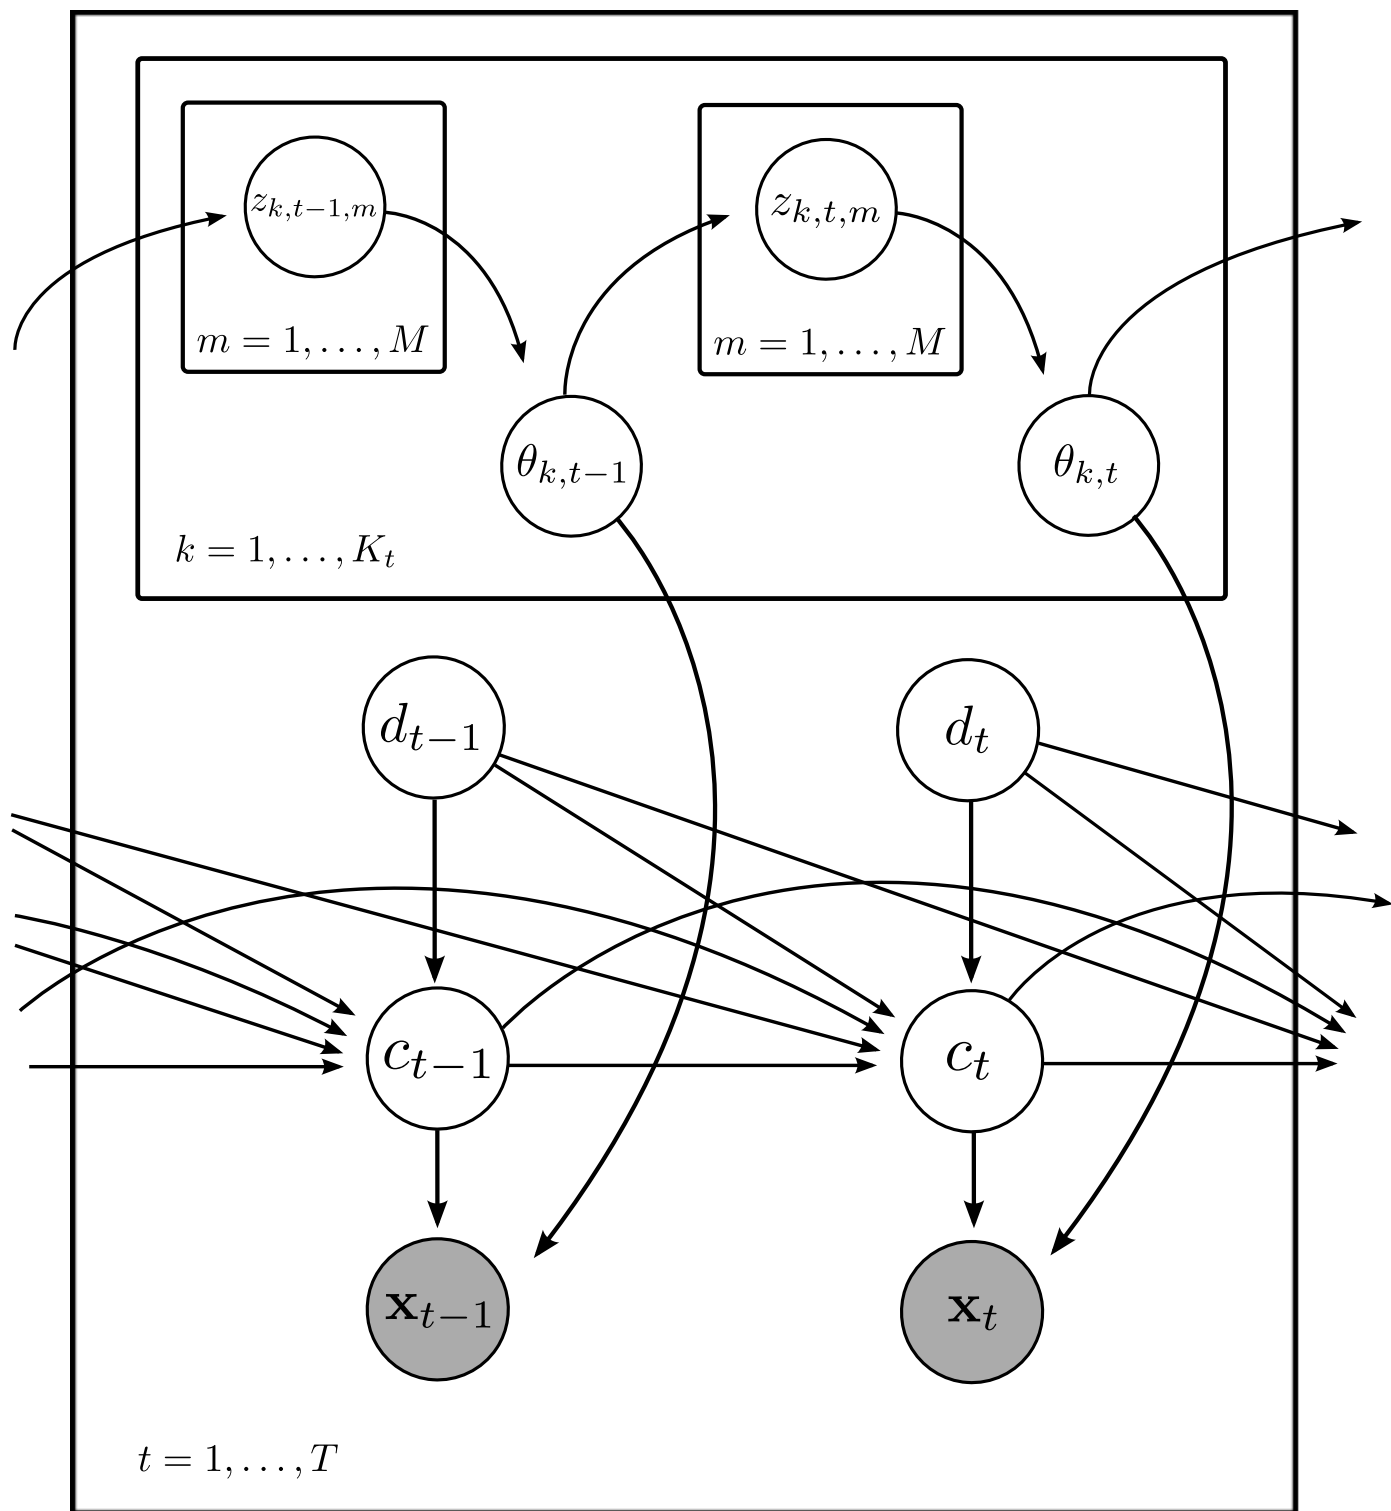 z_{k,t−1,m}
z_{k,t,m}
m = 1, . . . , M
m = 1, . . . , M
θ_{k,t−1}
θ_{k,t}
k = 1, . . . , K_t
d_{t−1}
d_t
c_{t−1}
c_t
x_{t−1}
x_t
t = 1, . . . , T